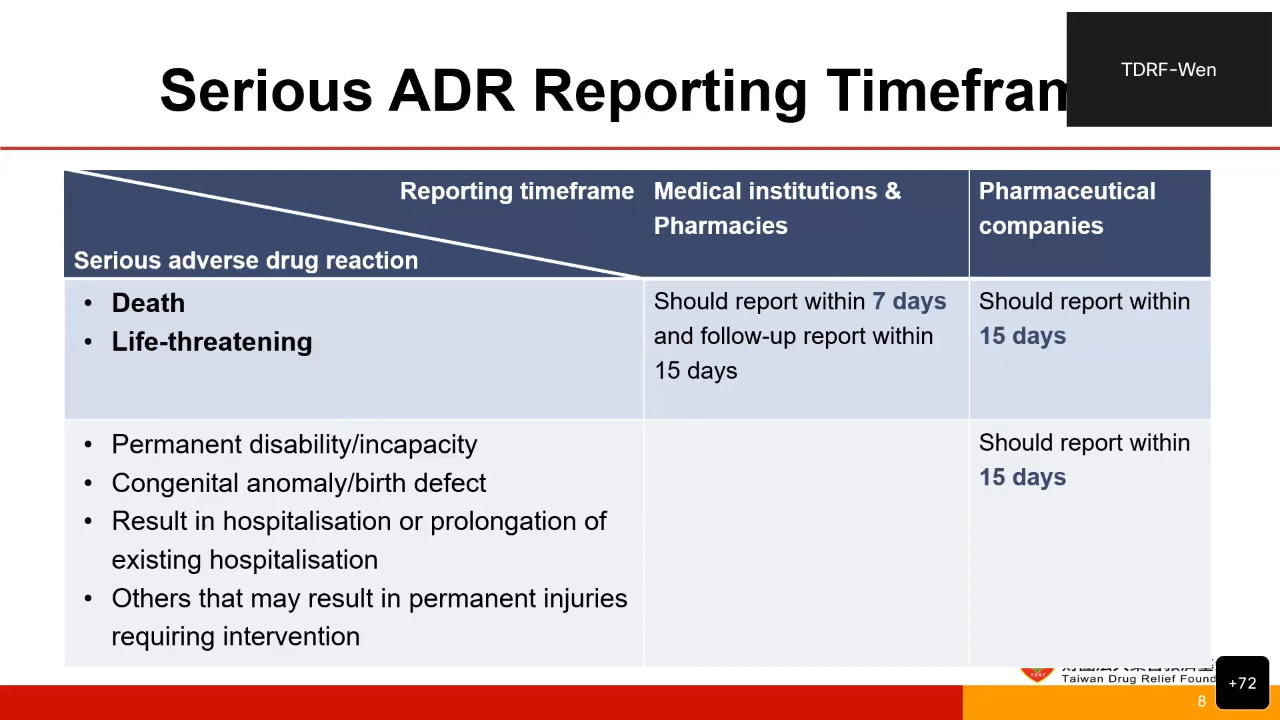 TDRF-Wen
Serious ADR Reporting Timefram
Reporting timeframe
Serious adverse drug reaction
Medical institutions &
Pharmacies
Pharmaceutical
companies
• Death
• Life-threatening
Should report within 7 days
and follow-up report within
15 days
Should report within
15 days
• Permanent disability/incapacity
• Congenital anomaly/birth defect
• Result in hospitalisation or prolongation of
existing hospitalisation
• Others that may result in permanent injuries
requiring intervention
Should report within
15 days
TDRF
Taiwan Drug Relief Found
8
+72